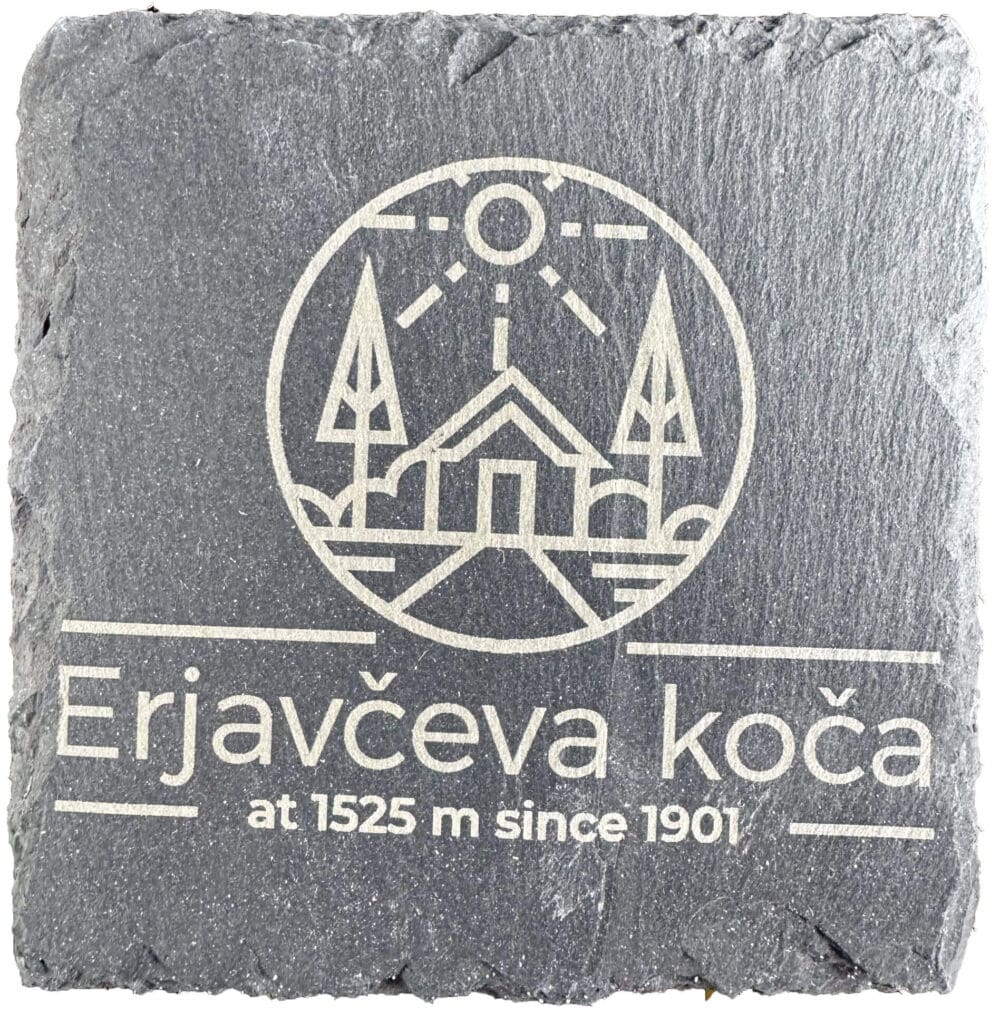 Erjavčeva koča
at 1525 m since 1901